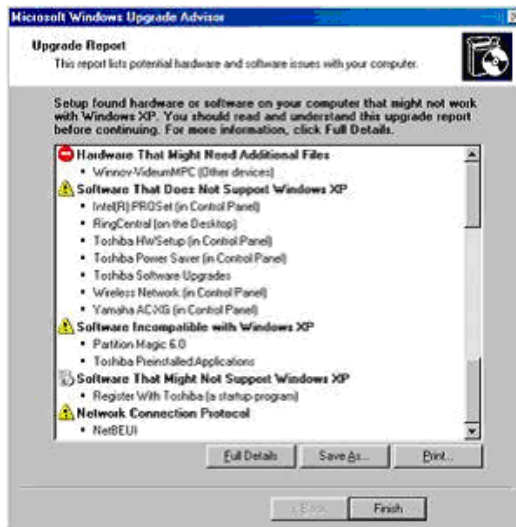 Microsoft Windows Upgrade Advisor
Upgrade Report
This report lists potential hardware and software issues with your computer.
Setup found hardware or software on your computer that might not work
with Windows XP. You should read and understand this upgrade report
before continuing. For more information, click Full Details.
Hardware That Might Need Additional Files
• Winnov-VideumMPC (Other devices)
Software That Does Not Support Windows XP
• Intel(R) PROSet (in Control Panel)
• RingCentral (on the Desktop)
• Toshiba HWSetup (in Control Panel)
• Toshiba Power Saver (in Control Panel)
• Toshiba Software Upgrades
• Wireless Network (in Control Panel)
• Yamaha AC-XG (in Control Panel)
Software Incompatible with Windows XP
• Partition Magic 6.0
• Toshiba Preinstalled Applications
Software That Might Not Support Windows XP
• Register With Toshiba (a startup program)
Network Connection Protocol
• NetBEUI
Full Details Save As... Print...
< Back Finish